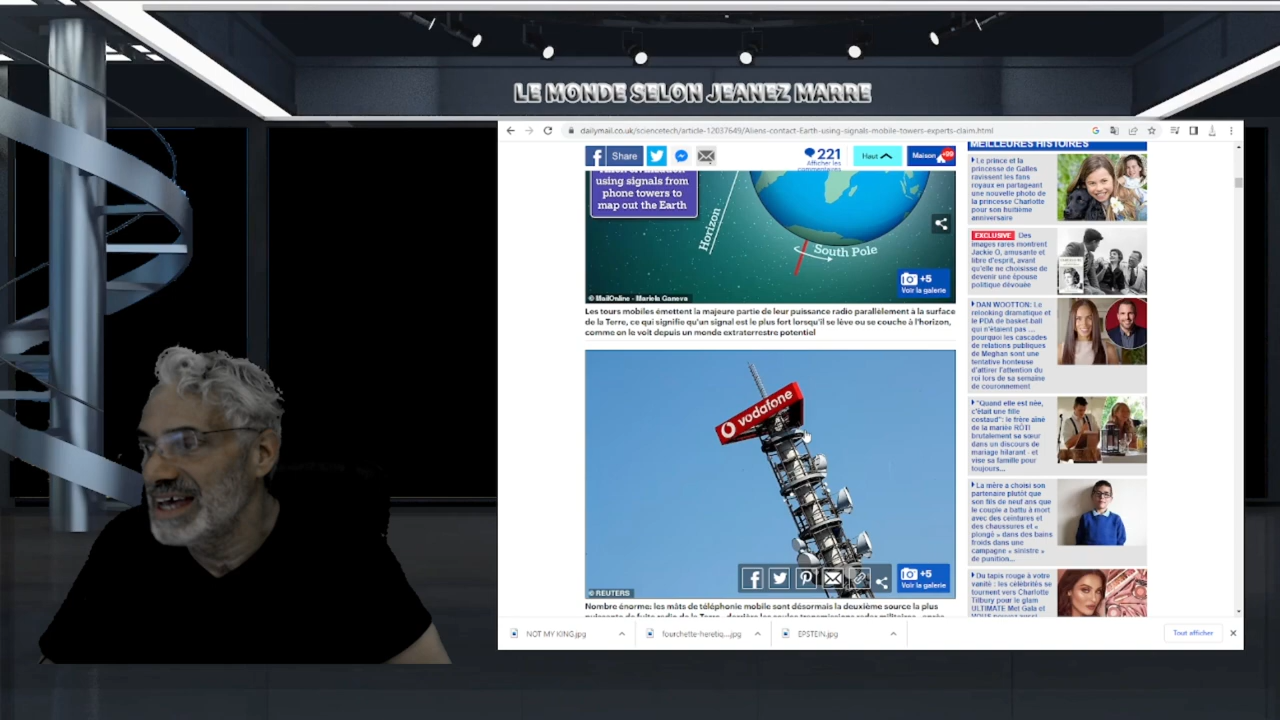 LE MONDE SELON JEANEZ MARRE
dailymail.co.uk/sciencetech/article-12037649/Aliens-contact-Earth-using-signals-mobile-towers-experts-claim.html
Share
221
Afficher les
commentaires
Haut
Maison
+99
using signals from
phone towers to
map out the Earth
Horizon
South Pole
+5
Voir la galerie
© MailOnline - Mariela Ganeva
Les tours mobiles émettent la majeure partie de leur puissance radio parallèlement à la surface
de la Terre, ce qui signifie qu'un signal est le plus fort lorsqu'il se lève ou se couche à l'horizon,
comme on le voit depuis un monde extraterrestre potentiel
vodafone
+5
Voir la galerie
© REUTERS
Nombre énorme: les mâts de téléphonie mobile sont désormais la deuxième source la plus
MEILLEURES HISTOIRES
Le prince et la
princesse de Galles
ravissent les fans
royaux en partageant
une nouvelle photo de
la princesse Charlotte
pour son huitième
anniversaire
EXCLUSIVE Des
images rares montrent
Jackie O, amusante et
libre d'esprit, avant
qu'elle ne choisisse de
devenir une épouse
politique dévouée
DAN WOOTTON: Le
relooking dramatique et
le PDA de basket-ball
qui n'étaient pas ...
pourquoi les cascades
de relations publiques
de Meghan sont une
tentative honteuse
d'attirer l'attention du
roi lors de sa semaine
de couronnement
"Quand elle est née,
c'était une fille
costaud": le frère aîné
de la mariée RÔTI
brutalement sa sœur
dans un discours de
mariage hilarant - et
vise sa famille pour
toujours...
La mère a choisi son
partenaire plutôt que
son fils de neuf ans que
le couple a battu à mort
avec des ceintures et
des chaussures et «
plongé » dans des bains
froids dans une
campagne « sinistre »
de punition...
Du tapis rouge à votre
vanité : les célébrités se
tournent vers Charlotte
Tilbury pour le glam
ULTIMATE Met Gala et
NOT MY KING.jpg
fourchette-heretiq....jpg
EPSTEIN.jpg
Tout afficher